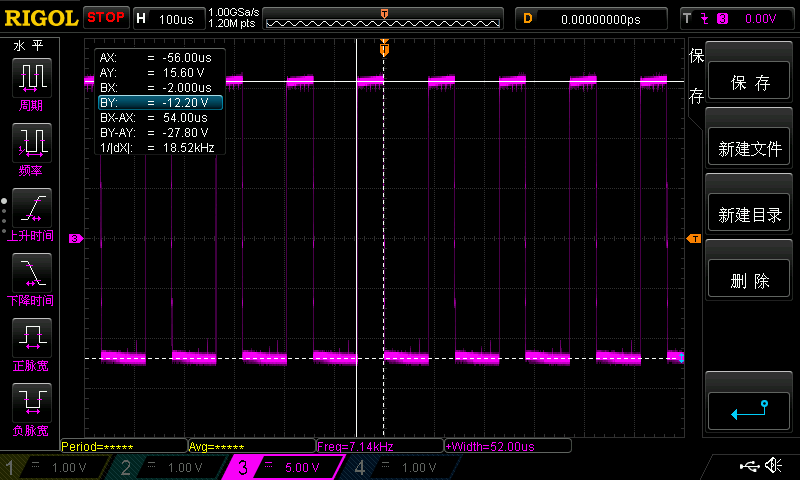 RIGOL STOP H 100us 1.00GSa/s 1.20M pts T D 0.00000000ps T 3 0.00V
水 平
周期
频率
上升时间
下降时间
正脉宽
负脉宽
AX: = -56.00us
AY: = 15.60 V
BX: = -2.000us
BY: = -12.20 V
BX-AX: = 54.00us
BY-AY: = -27.80 V
1/|dX|: = 18.52kHz
T
3
T
保存
保 存
新建文件
新建目录
删 除
Period=***** Avg=***** Freq=7.14kHz +Width=52.00us
1 = 1.00 V 2 = 1.00 V 3 = 5.00 V 4 = 1.00 V